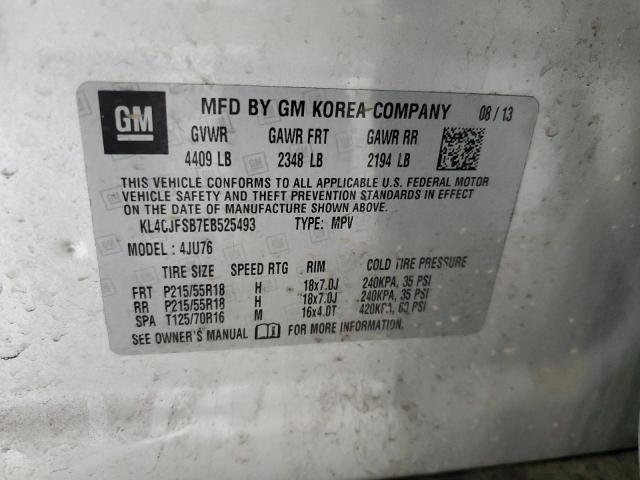 GM MFD BY GM KOREA COMPANY 08/13
GVWR GAWR FRT GAWR RR
4409 LB 2348 LB 2194 LB
THIS VEHICLE CONFORMS TO ALL APPLICABLE U.S. FEDERAL MOTOR
VEHICLE SAFETY AND THEFT PREVENTION STANDARDS IN EFFECT
ON THE DATE OF MANUFACTURE SHOWN ABOVE.
KL4CJFSB7EB525493 TYPE: MPV
MODEL: 4JU76
TIRE SIZE SPEED RTG RIM COLD TIRE PRESSURE
FRT P215/55R18 H 18x7.0J 240KPA, 35 PSI
RR P215/55R18 H 18x7.0J 240KPA, 35 PSI
SPA T125/70R16 M 16x4.0T 420KPA, 60 PSI
SEE OWNER'S MANUAL FOR MORE INFORMATION.